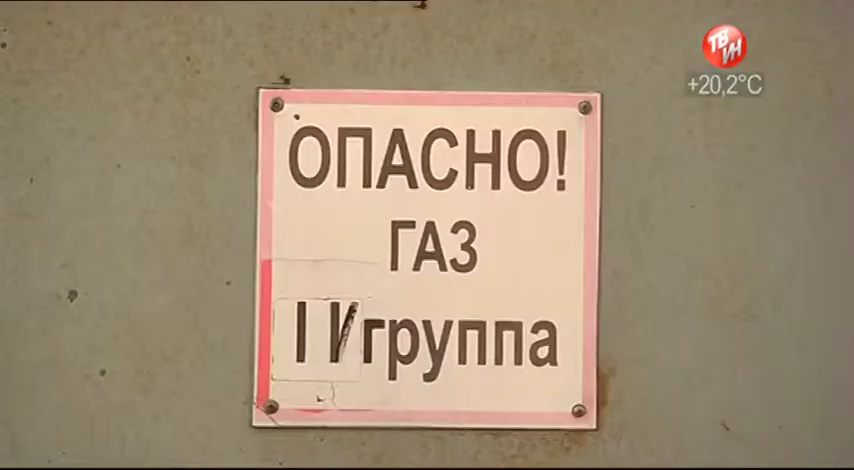 ТВ
ИН
+20,2°C
ОПАСНО!
ГАЗ
группа